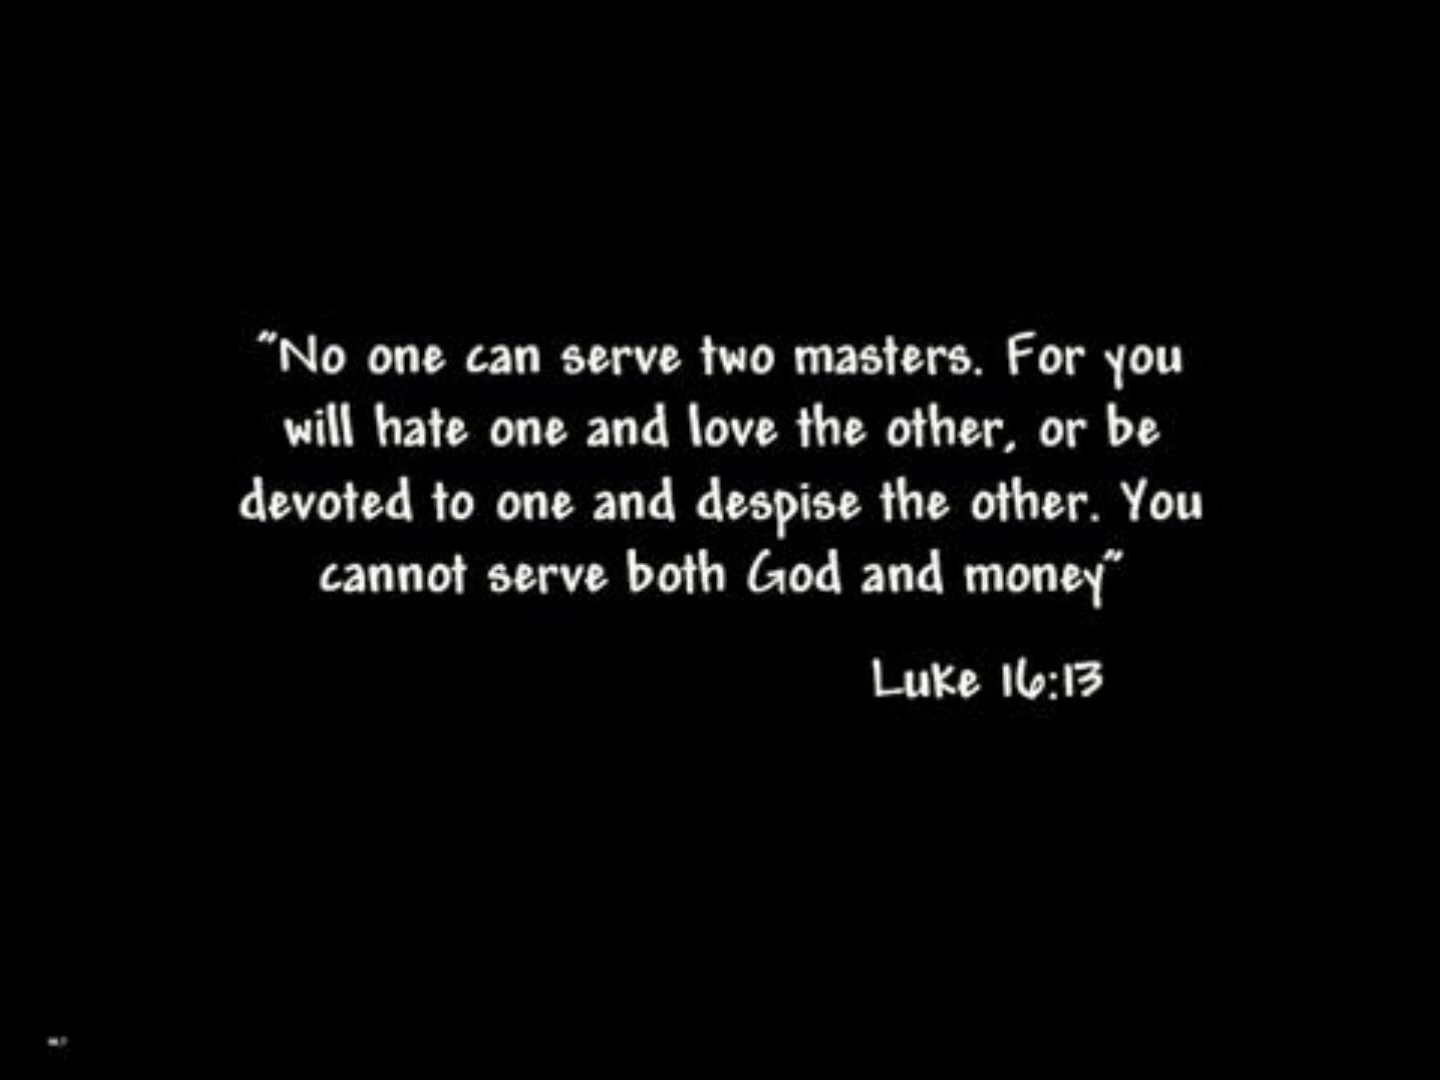 "No one can serve two masters. For you
will hate one and love the other, or be
devoted to one and despise the other. You
cannot serve both God and money"
Luke 16:13